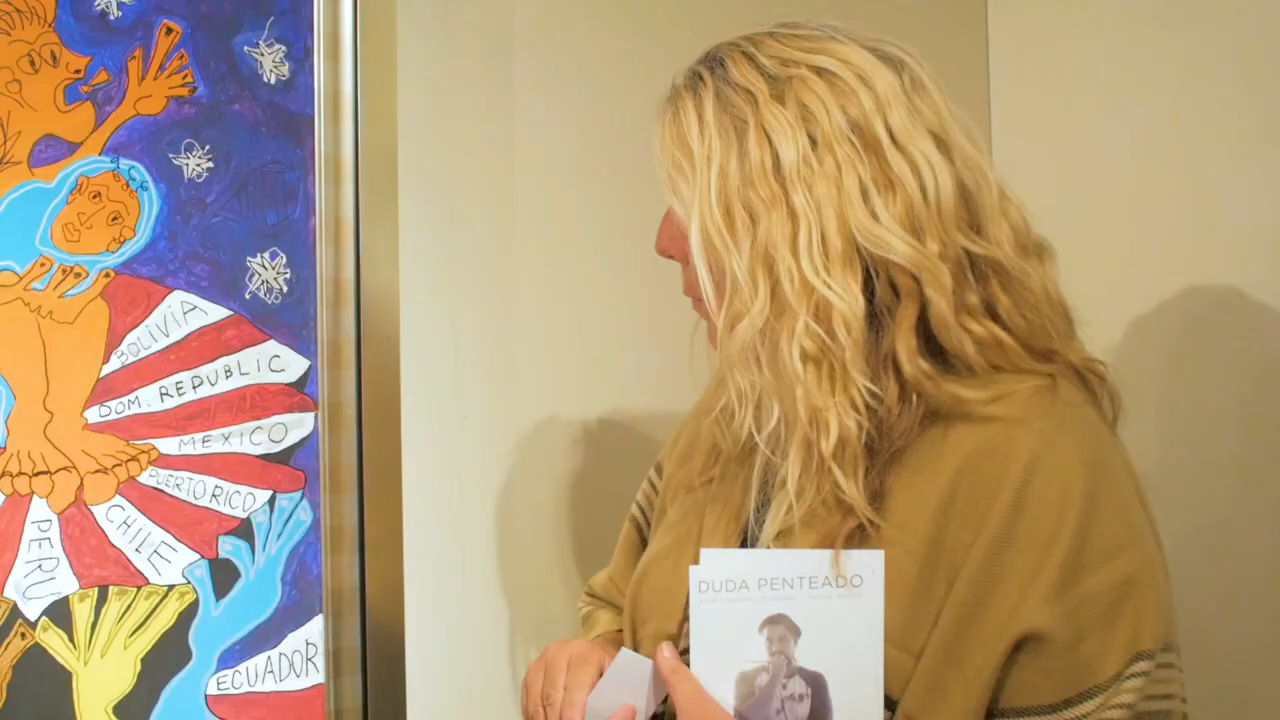 BOLIVIA
DOM. REPUBLIC
MEXICO
PUERTO RICO
CHILE
PERU
ECUADOR
DUDA PENTEADO